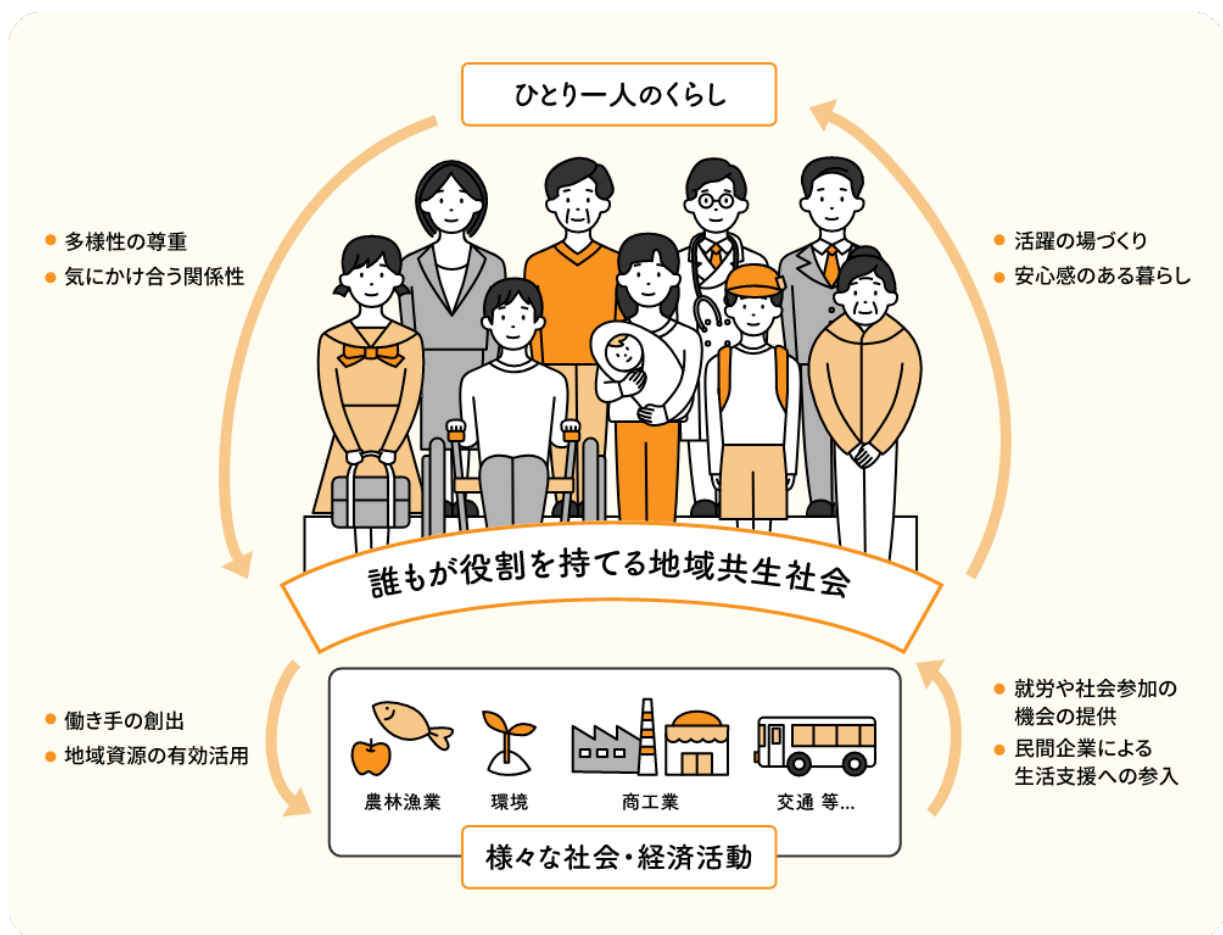 ひとり一人のくらし
多様性の尊重
気にかけ合う関係性
活躍の場づくり
安心感のある暮らし
誰もが役割を持てる地域共生社会
働き手の創出
地域資源の有効活用
就労や社会参加の
機会の提供
民間企業による
生活支援への参入
農林漁業
環境
商工業
交通 等...
様々な社会・経済活動